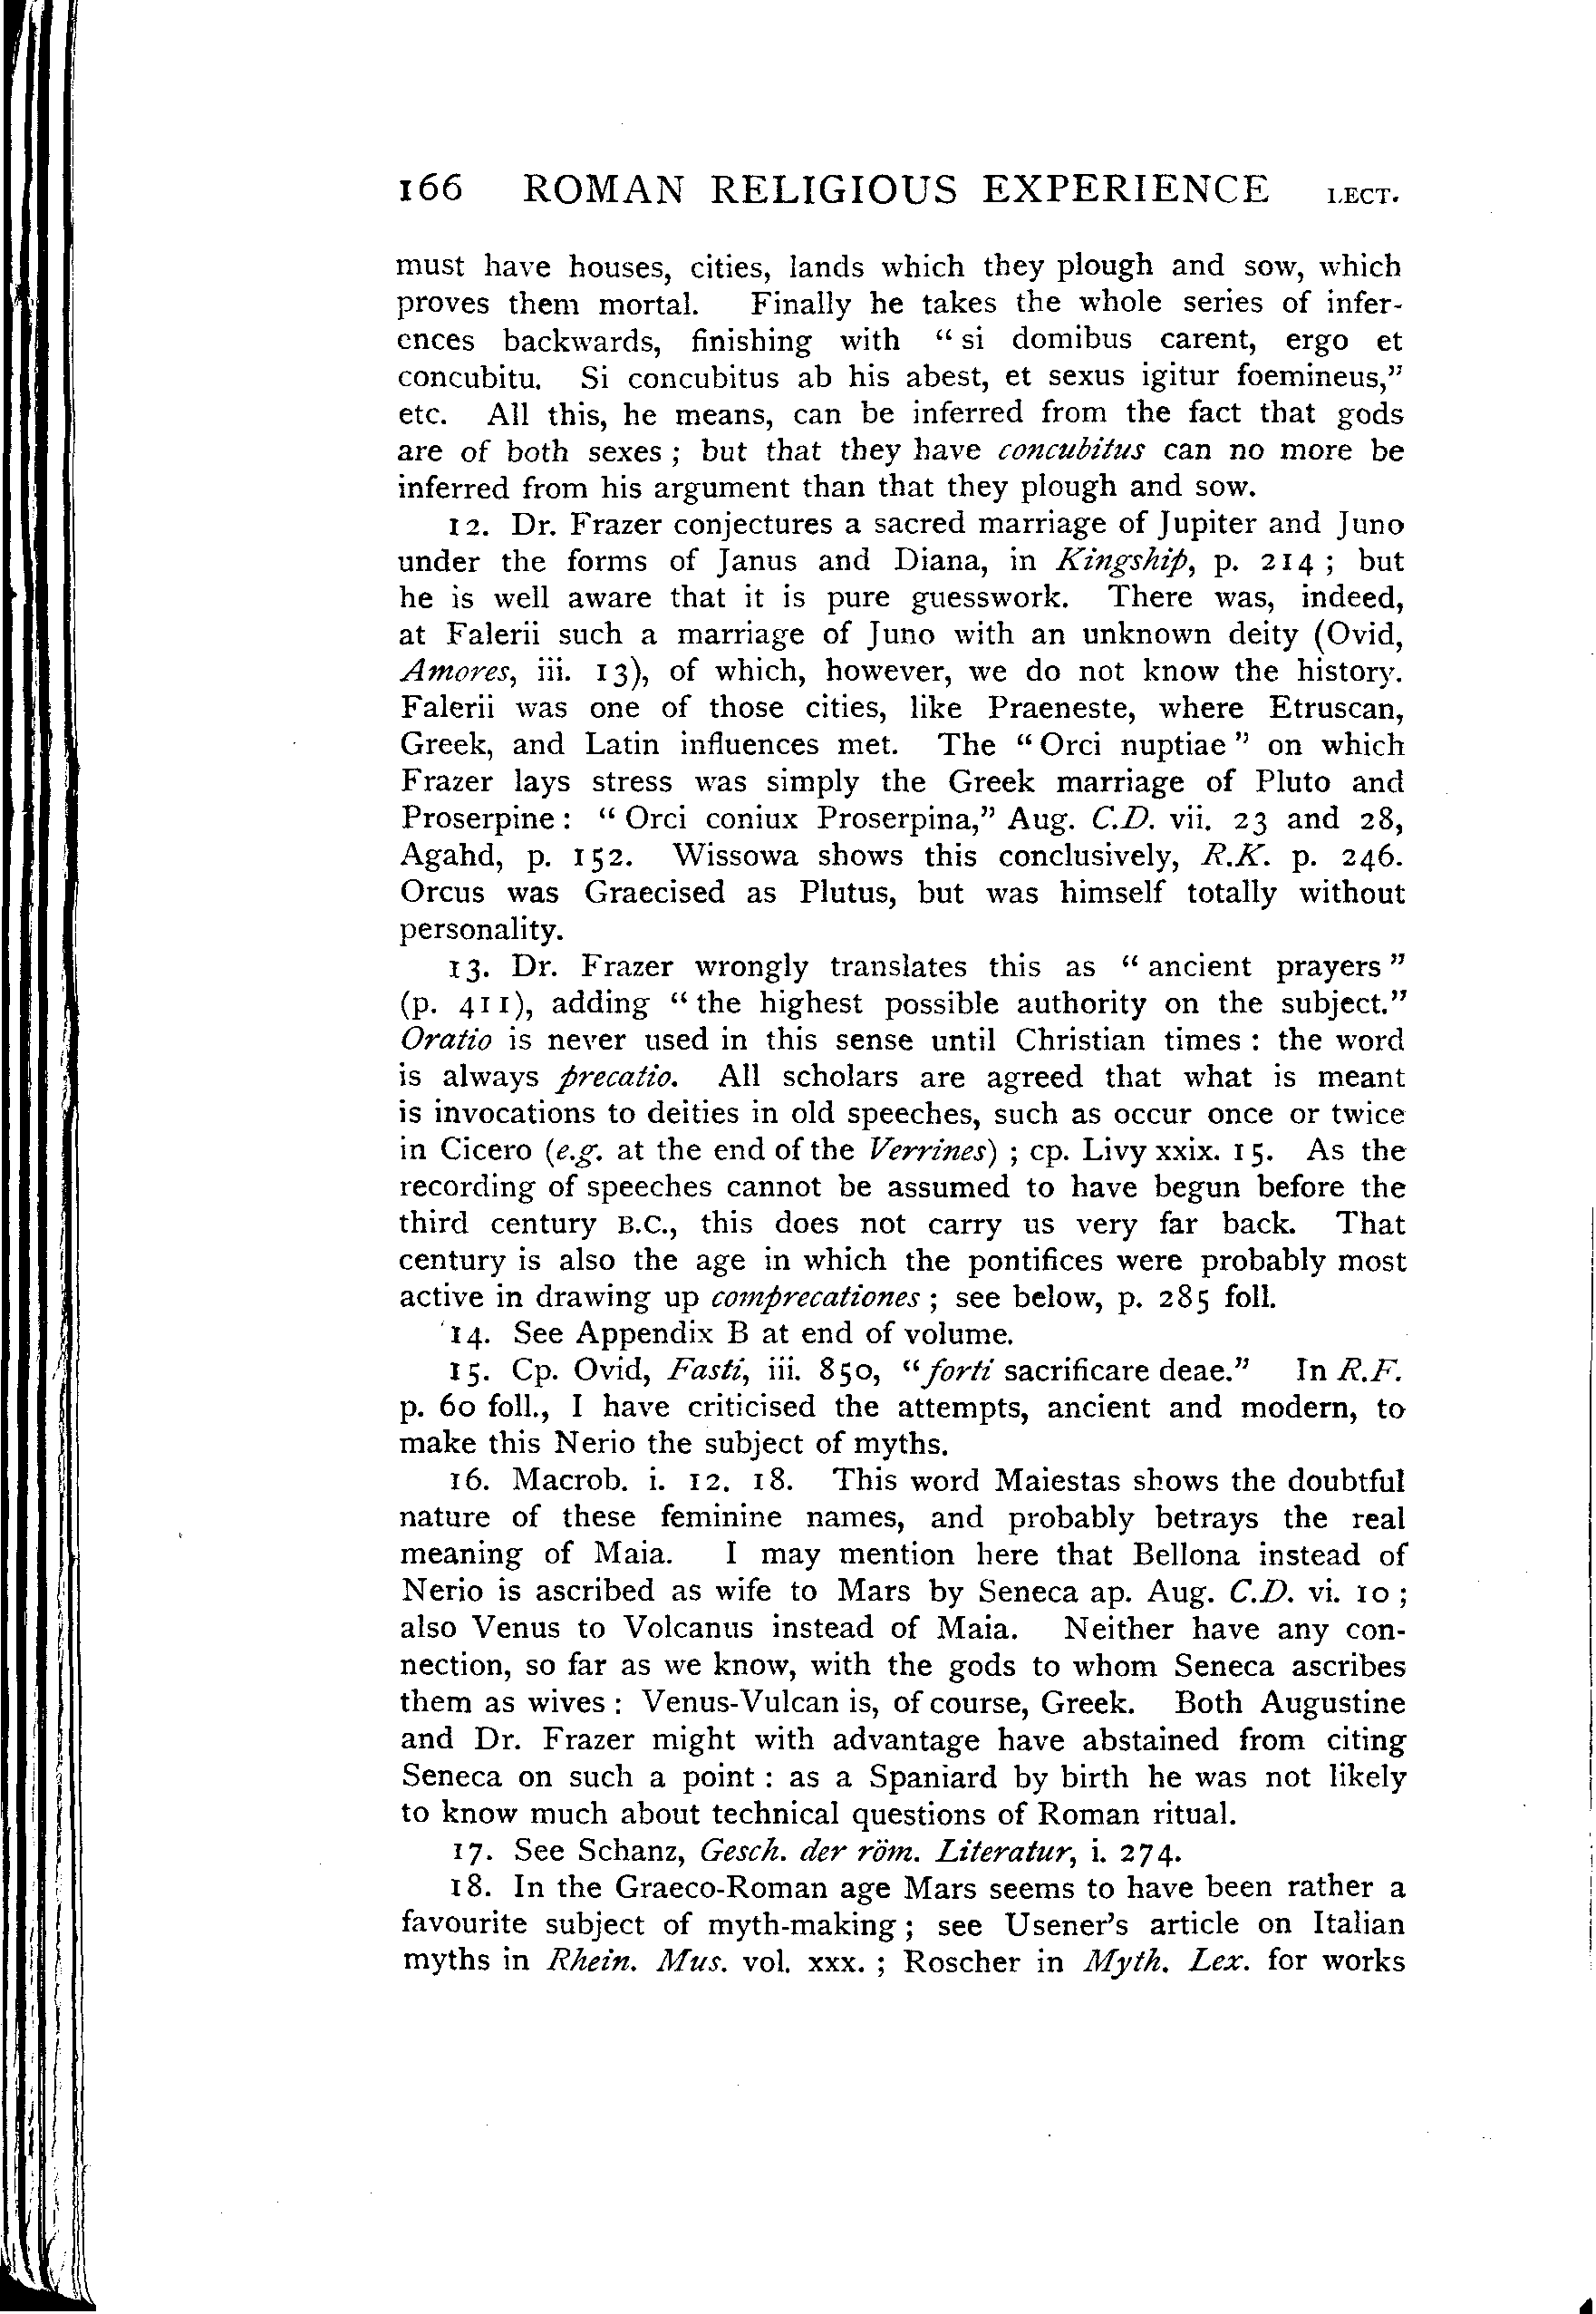 166 ROMAN RELIGIOUS EXPERIENCE LECT.
must have houses, cities, lands which they plough and sow, which
proves them mortal. Finally he takes the whole series of infer-
ences backwards, finishing with “si domibus carent, ergo et
concubitu. Si concubitus ab his abest, et sexus igitur foemineus,”
etc. All this, he means, can be inferred from the fact that gods
are of both sexes ; but that they have concubitus can no more be
inferred from his argument than that they plough and sow.
12. Dr. Frazer conjectures a sacred marriage of Jupiter and Juno
under the forms of Janus and Diana, in Kingship, p. 214 ; but
he is well aware that it is pure guesswork. There was, indeed,
at Falerii such a marriage of Juno with an unknown deity (Ovid,
Amores, iii. 13), of which, however, we do not know the history.
Falerii was one of those cities, like Praeneste, where Etruscan,
Greek, and Latin influences met. The “Orci nuptiae” on which
Frazer lays stress was simply the Greek marriage of Pluto and
Proserpine : “Orci coniux Proserpina,” Aug. C.D. vii. 23 and 28,
Agahd, p. 152. Wissowa shows this conclusively, R.K. p. 246.
Orcus was Graecised as Plutus, but was himself totally without
personality.
13. Dr. Frazer wrongly translates this as “ancient prayers”
(p. 411), adding “the highest possible authority on the subject.”
Oratio is never used in this sense until Christian times : the word
is always precatio. All scholars are agreed that what is meant
is invocations to deities in old speeches, such as occur once or twice
in Cicero (e.g. at the end of the Verrines) ; cp. Livy xxix. 15. As the
recording of speeches cannot be assumed to have begun before the
third century B.C., this does not carry us very far back. That
century is also the age in which the pontifices were probably most
active in drawing up comprecationes ; see below, p. 285 foll.
14. See Appendix B at end of volume.
15. Cp. Ovid, Fasti, iii. 850, “forti sacrificare deae.” In R.F.
p. 60 foll., I have criticised the attempts, ancient and modern, to
make this Nerio the subject of myths.
16. Macrob. i. 12. 18. This word Maiestas shows the doubtful
nature of these feminine names, and probably betrays the real
meaning of Maia. I may mention here that Bellona instead of
Nerio is ascribed as wife to Mars by Seneca ap. Aug. C.D. vi. 10 ;
also Venus to Volcanus instead of Maia. Neither have any con-
nection, so far as we know, with the gods to whom Seneca ascribes
them as wives : Venus-Vulcan is, of course, Greek. Both Augustine
and Dr. Frazer might with advantage have abstained from citing
Seneca on such a point : as a Spaniard by birth he was not likely
to know much about technical questions of Roman ritual.
17. See Schanz, Gesch. der röm. Literatur, i. 274.
18. In the Graeco-Roman age Mars seems to have been rather a
favourite subject of myth-making ; see Usener’s article on Italian
myths in Rhein. Mus. vol. xxx. ; Roscher in Myth. Lex. for works